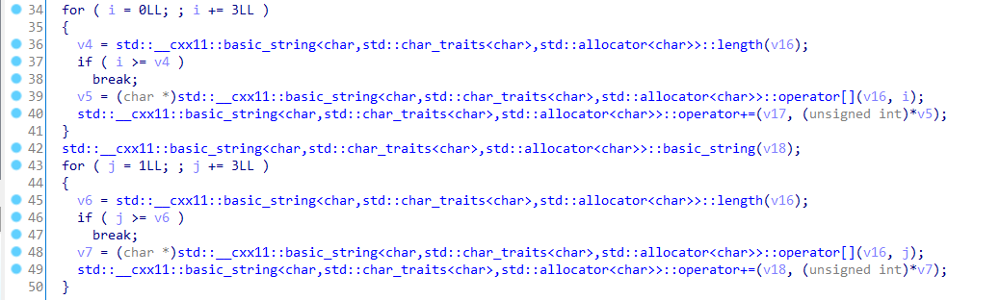 34 for ( i = 0LL; ; i += 3LL )
35 {
36 v4 = std::__cxx11::basic_string<char,std::char_traits<char>,std::allocator<char>>::length(v16);
37 if ( i >= v4 )
38 break;
39 v5 = (char *)std::__cxx11::basic_string<char,std::char_traits<char>,std::allocator<char>>::operator[](v16, i);
40 std::__cxx11::basic_string<char,std::char_traits<char>,std::allocator<char>>::operator+=(v17, (unsigned int)*v5);
41 }
42 std::__cxx11::basic_string<char,std::char_traits<char>,std::allocator<char>>::basic_string(v18);
43 for ( j = 1LL; ; j += 3LL )
44 {
45 v6 = std::__cxx11::basic_string<char,std::char_traits<char>,std::allocator<char>>::length(v16);
46 if ( j >= v6 )
47 break;
48 v7 = (char *)std::__cxx11::basic_string<char,std::char_traits<char>,std::allocator<char>>::operator[](v16, j);
49 std::__cxx11::basic_string<char,std::char_traits<char>,std::allocator<char>>::operator+=(v18, (unsigned int)*v7);
50 }